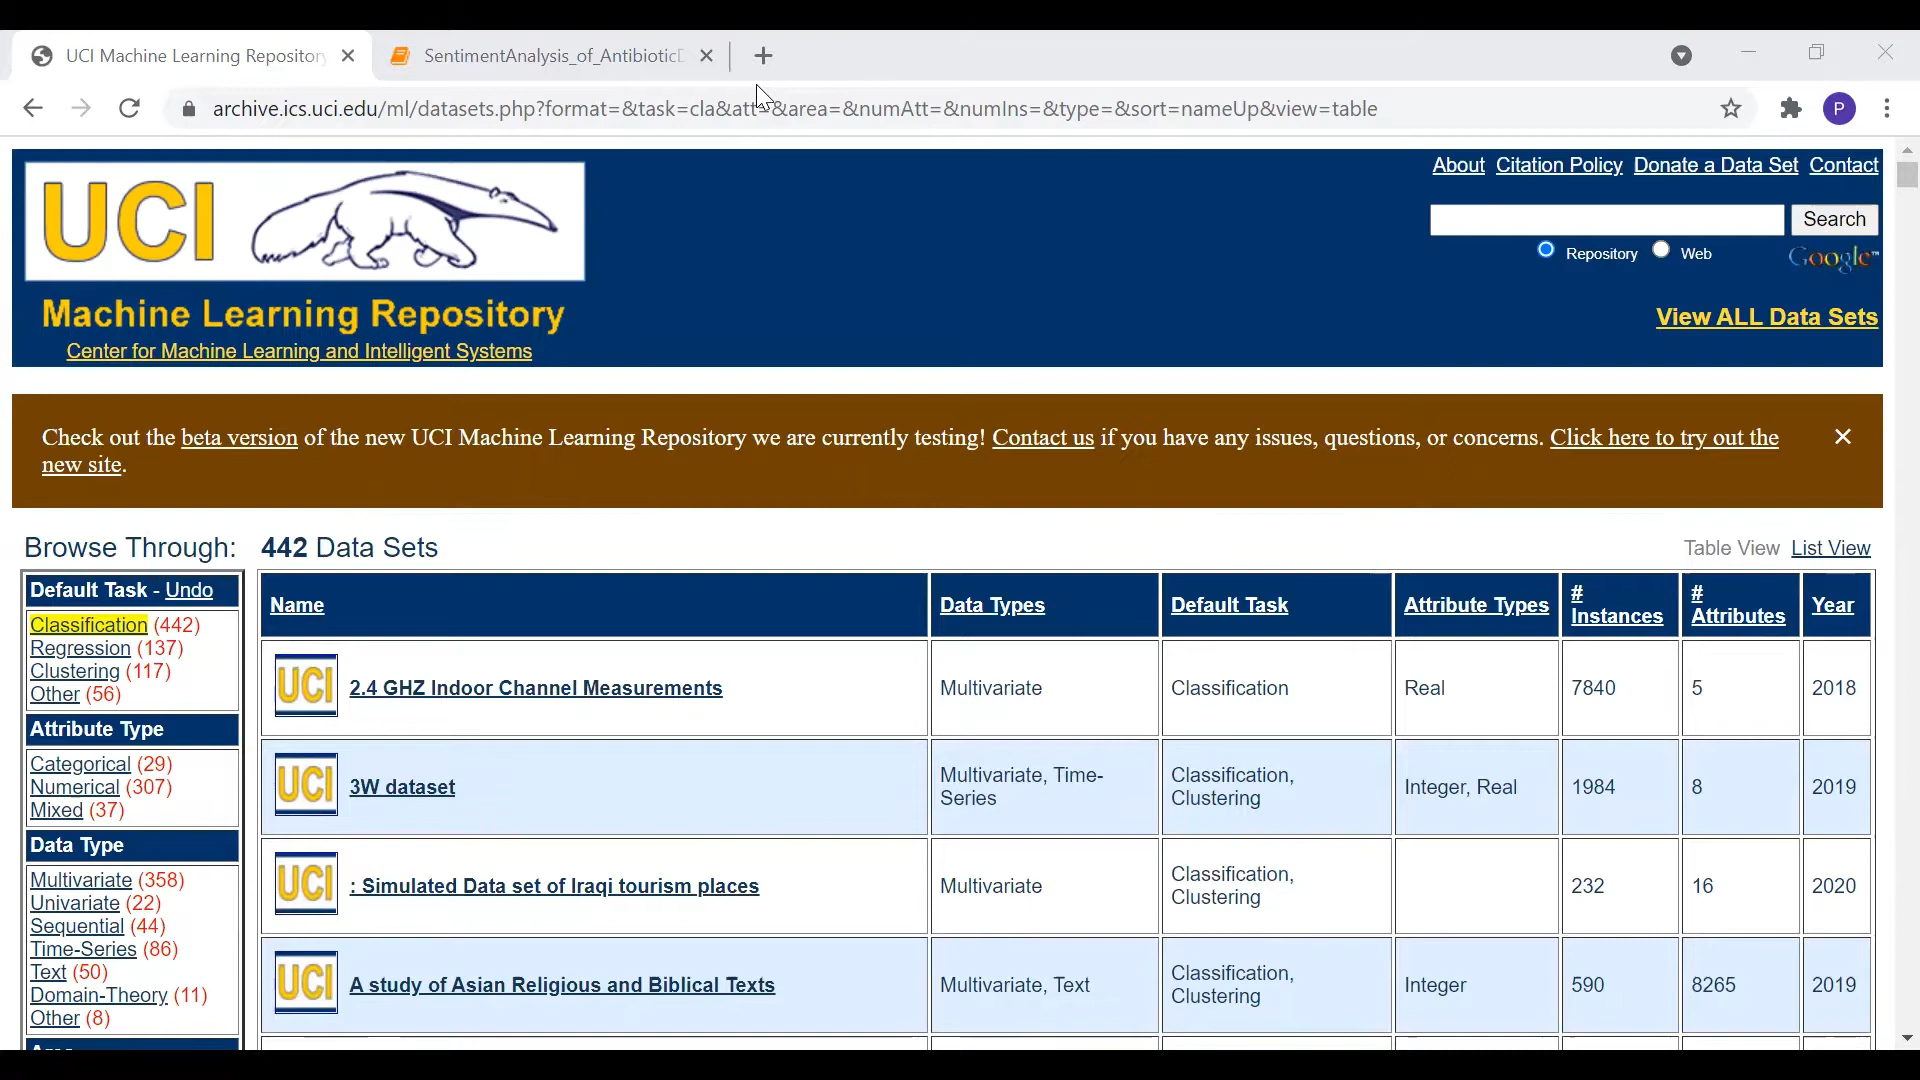 UCI Machine Learning Repository
SentimentAnalysis_of_Antibiotic
P
archive.ics.uci.edu/ml/datasets.php?format=&task=cla&att=&area=&numAtt=&numIns=&type=&sort=nameUp&view=table
UCI
Machine Learning Repository
Center for Machine Learning and Intelligent Systems
About Citation Policy Donate a Data Set Contact
Search
Repository Web Google™
View ALL Data Sets
Check out the beta version of the new UCI Machine Learning Repository we are currently testing! Contact us if you have any issues, questions, or concerns. Click here to try out the
new site.
Browse Through: 442 Data Sets
Table View List View
Default Task - Undo
Classification (442)
Regression (137)
Clustering (117)
Other (56)
Attribute Type
Categorical (29)
Numerical (307)
Mixed (37)
Data Type
Multivariate (358)
Univariate (22)
Sequential (44)
Time-Series (86)
Text (50)
Domain-Theory (11)
Other (8)
Name Data Types Default Task Attribute Types # Instances # Attributes Year
UCI 2.4 GHZ Indoor Channel Measurements Multivariate Classification Real 7840 5 2018
UCI 3W dataset Multivariate, Time-Series Classification, Clustering Integer, Real 1984 8 2019
UCI : Simulated Data set of Iraqi tourism places Multivariate Classification, Clustering 232 16 2020
UCI A study of Asian Religious and Biblical Texts Multivariate, Text Classification, Clustering Integer 590 8265 2019